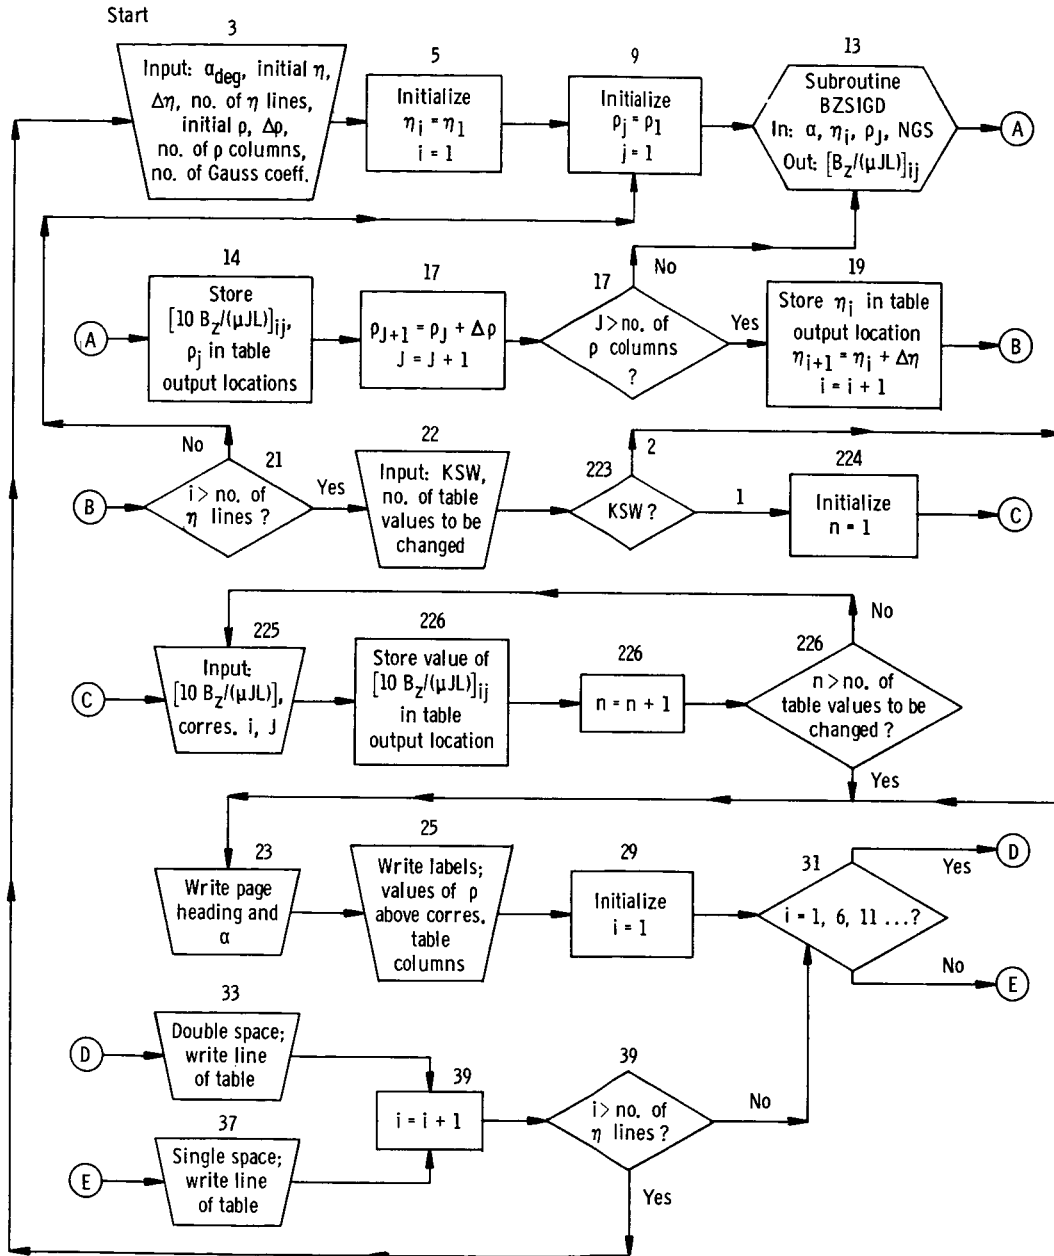 Start
3
Input: α_deg, initial η,
Δη, no. of η lines,
initial ρ, Δρ,
no. of ρ columns,
no. of Gauss coeff.
5
Initialize
η_i = η_1
i = 1
9
Initialize
ρ_j = ρ_1
j = 1
13
Subroutine
BZSIGD
In: α, η_i, ρ_J, NGS
Out: [B_z/(μJL)]_ij
A
A
14
Store
[10 B_z/(μJL)]_ij,
ρ_j in table
output locations
17
ρ_J+1 = ρ_J + Δρ
J = J + 1
17
J > no. of
ρ columns
?
No
Yes
19
Store η_i in table
output location
η_i+1 = η_i + Δη
i = i + 1
B
B
No
21
i > no. of
η lines ?
Yes
22
Input: KSW,
no. of table
values to be
changed
223
KSW ?
2
1
224
Initialize
n = 1
C
C
225
Input:
[10 B_z/(μJL)],
corres. i, J
226
Store value of
[10 B_z/(μJL)]_ij
in table
output location
226
n = n + 1
226
n > no. of
table values to be
changed ?
No
Yes
23
Write page
heading and
α
25
Write labels;
values of ρ
above corres.
table
columns
29
Initialize
i = 1
31
i = 1, 6, 11 ...?
Yes
D
No
E
D
33
Double space;
write line
of table
E
37
Single space;
write line
of table
39
i = i + 1
39
i > no. of
η lines ?
No
Yes